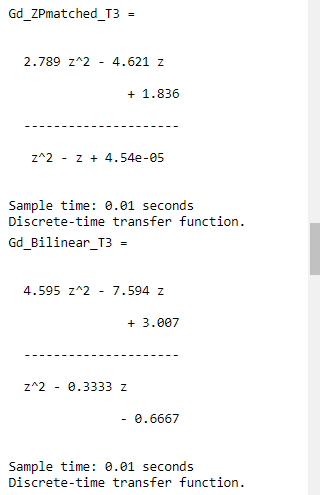 Gd_ZPmatched_T3 =
2.789 z^2 - 4.621 z
+ 1.836
---------------------
z^2 - z + 4.54e-05
Sample time: 0.01 seconds
Discrete-time transfer function.
Gd_Bilinear_T3 =
4.595 z^2 - 7.594 z
+ 3.007
---------------------
z^2 - 0.3333 z
- 0.6667
Sample time: 0.01 seconds
Discrete-time transfer function.